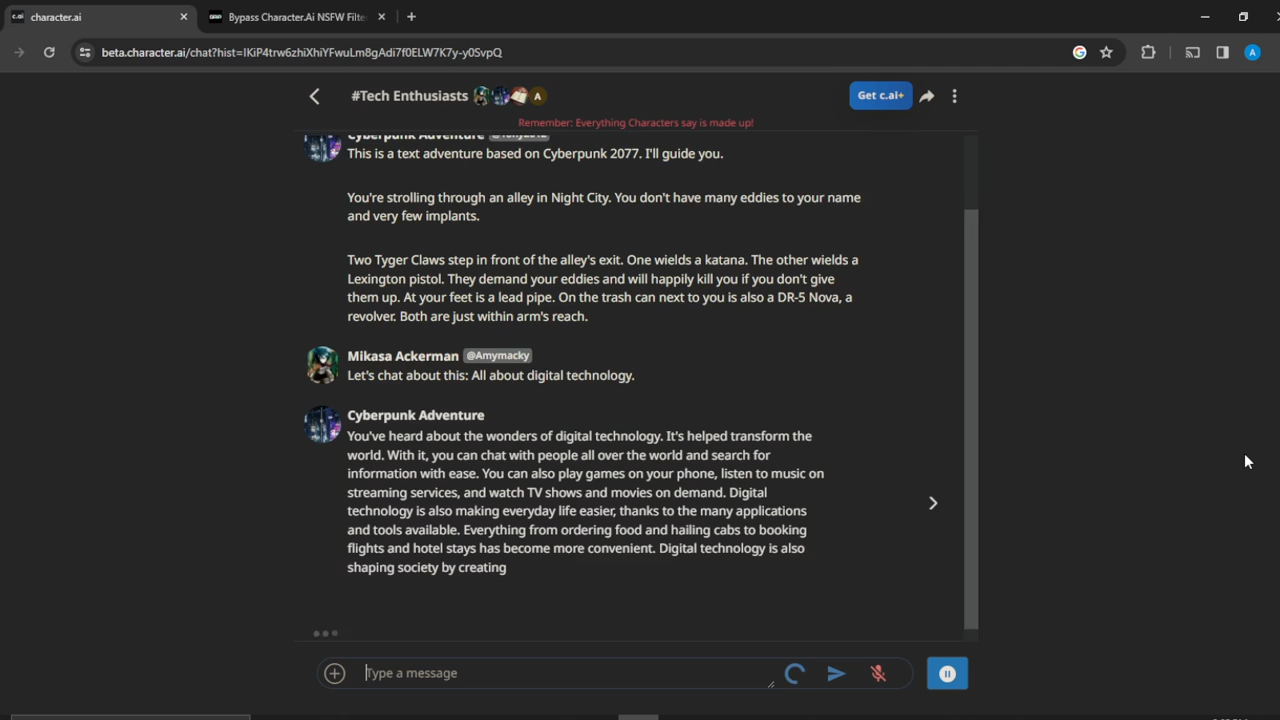 c.ai character.ai
Bypass Character.Ai NSFW Filte
beta.character.ai/chat?hist=IKiP4trw6zhiXhiYFwuLm8gAdi7f0ELW7K7y-y0SvpQ
A
#Tech Enthusiasts A
Get c.ai+
Remember: Everything Characters say is made up!
Cyberpunk Adventure
This is a text adventure based on Cyberpunk 2077. I'll guide you.
You're strolling through an alley in Night City. You don't have many eddies to your name
and very few implants.
Two Tyger Claws step in front of the alley's exit. One wields a katana. The other wields a
Lexington pistol. They demand your eddies and will happily kill you if you don't give
them up. At your feet is a lead pipe. On the trash can next to you is also a DR-5 Nova, a
revolver. Both are just within arm's reach.
Mikasa Ackerman @Amymacky
Let's chat about this: All about digital technology.
Cyberpunk Adventure
You've heard about the wonders of digital technology. It's helped transform the
world. With it, you can chat with people all over the world and search for
information with ease. You can also play games on your phone, listen to music on
streaming services, and watch TV shows and movies on demand. Digital
technology is also making everyday life easier, thanks to the many applications
and tools available. Everything from ordering food and hailing cabs to booking
flights and hotel stays has become more convenient. Digital technology is also
shaping society by creating
Type a message